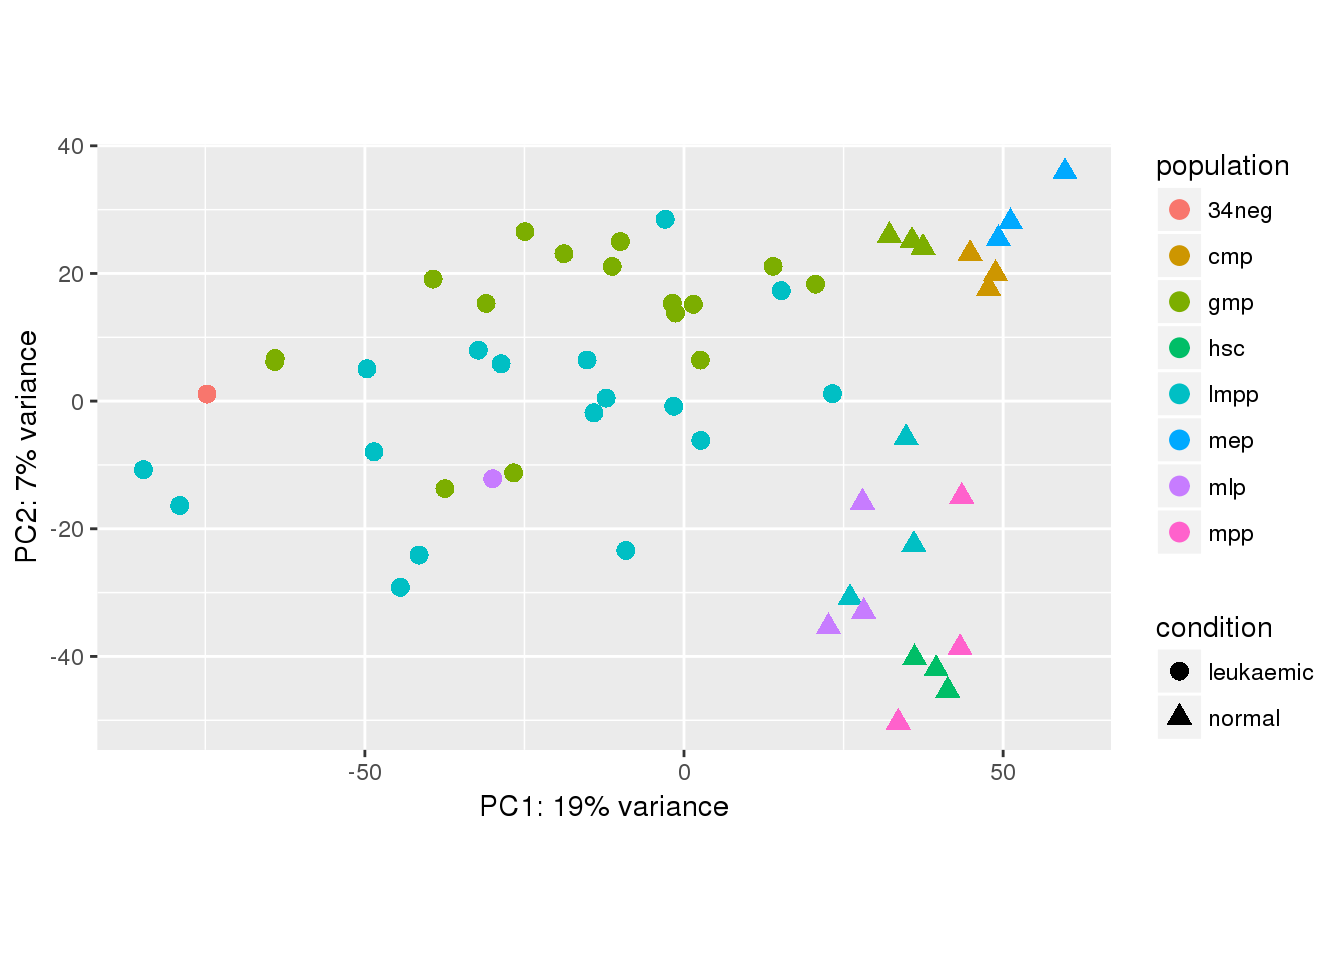 40
20
0
-20
-40
PC2: 7% variance
-50
0
50
PC1: 19% variance
population
34neg
cmp
gmp
hsc
lmpp
mep
mlp
mpp
condition
leukaemic
normal